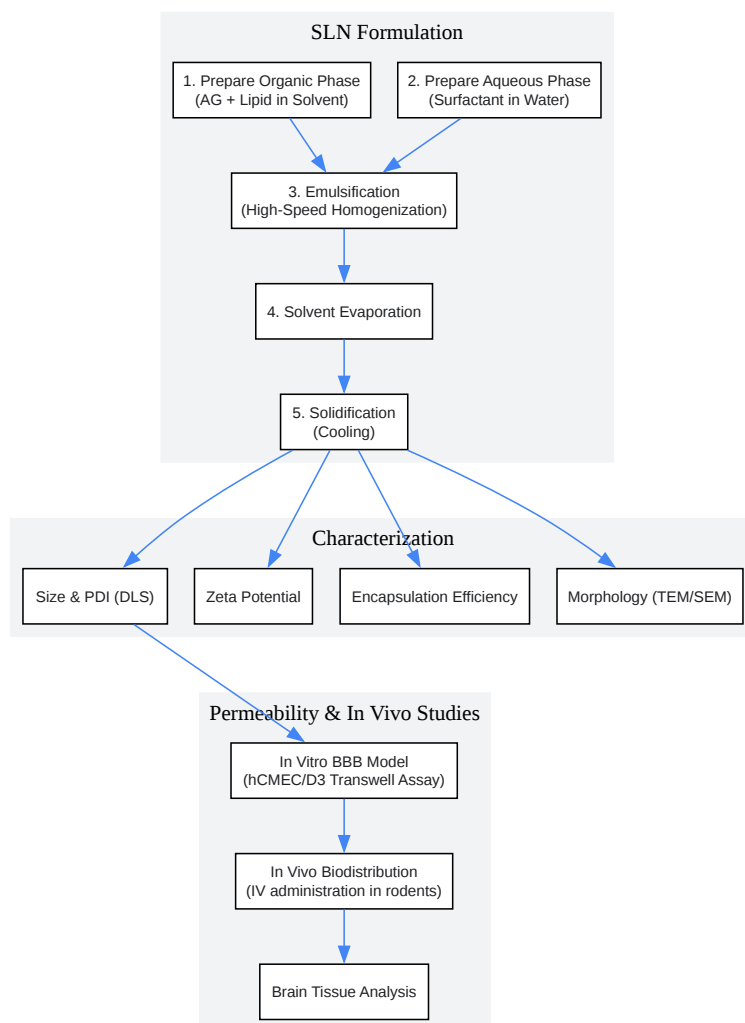 SLN Formulation
1. Prepare Organic Phase
(AG + Lipid in Solvent)
2. Prepare Aqueous Phase
(Surfactant in Water)
3. Emulsification
(High-Speed Homogenization)
4. Solvent Evaporation
5. Solidification
(Cooling)
Characterization
Size & PDI (DLS)
Zeta Potential
Encapsulation Efficiency
Morphology (TEM/SEM)
Permeability & In Vivo Studies
In Vitro BBB Model
(hCMEC/D3 Transwell Assay)
In Vivo Biodistribution
(IV administration in rodents)
Brain Tissue Analysis